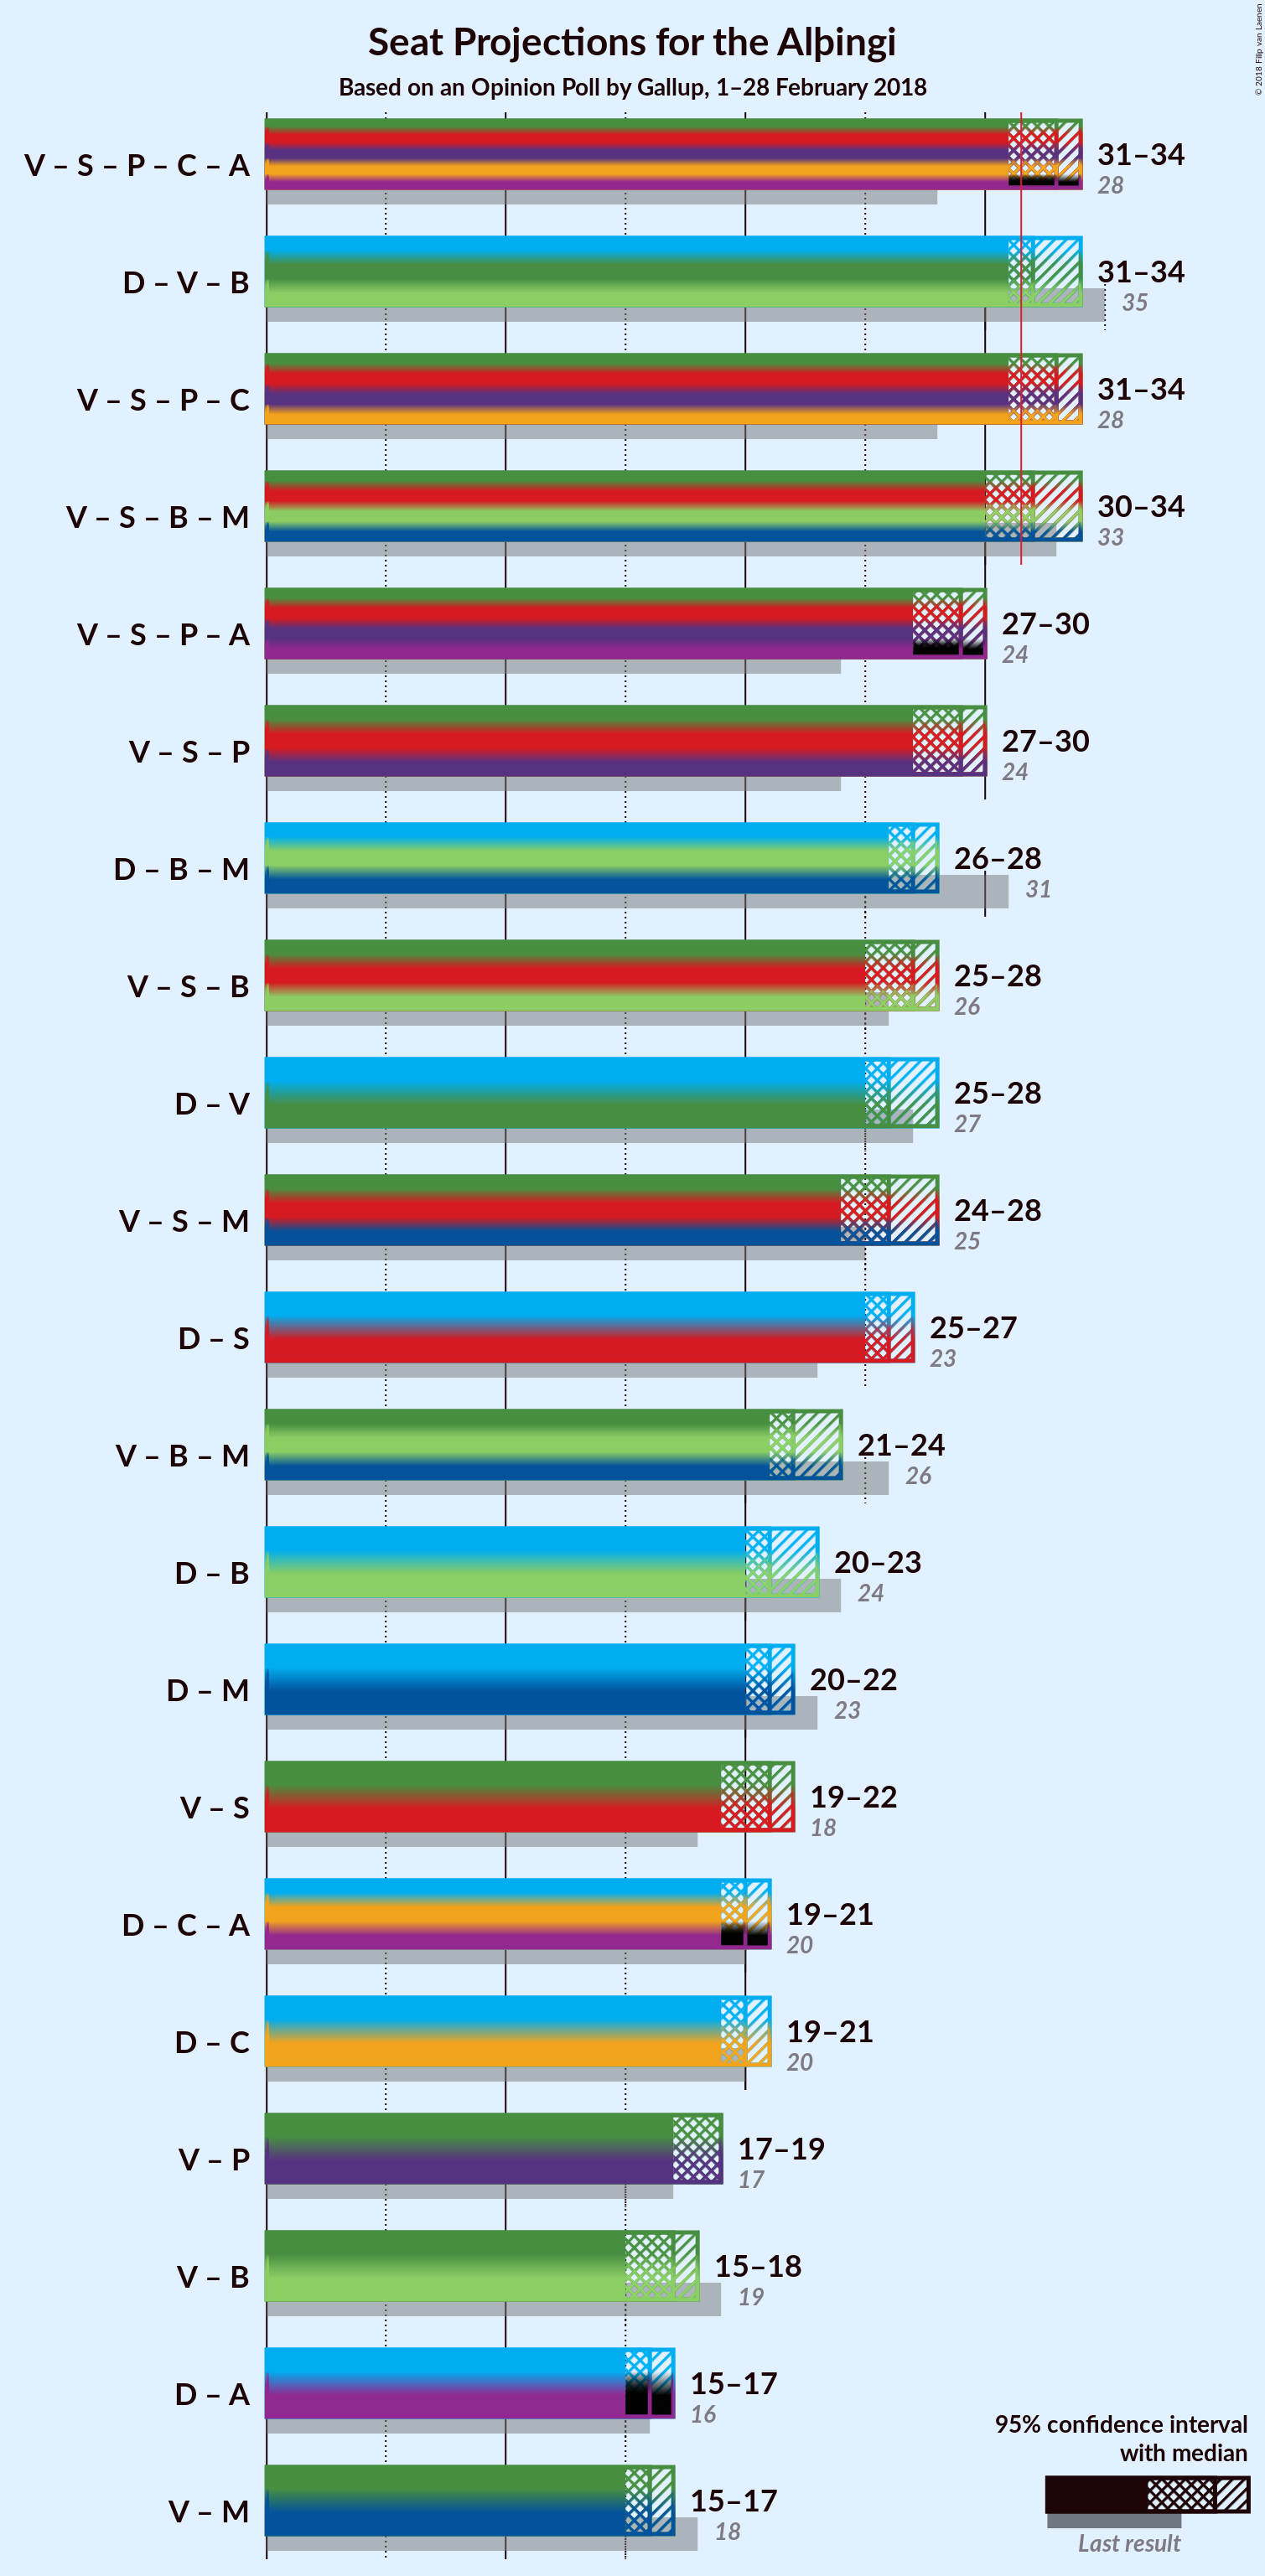 Seat Projections for the Alþingi
Based on an Opinion Poll by Gallup, 1–28 February 2018
© 2018 Filip van Laenen
V – S – P – C – A
31–34
28
D – V – B
31–34
35
V – S – P – C
31–34
28
V – S – B – M
30–34
33
V – S – P – A
27–30
24
V – S – P
27–30
24
D – B – M
26–28
31
V – S – B
25–28
26
D – V
25–28
27
V – S – M
24–28
25
D – S
25–27
23
V – B – M
21–24
26
D – B
20–23
24
D – M
20–22
23
V – S
19–22
18
D – C – A
19–21
20
D – C
19–21
20
V – P
17–19
17
V – B
15–18
19
D – A
15–17
16
V – M
15–17
18
95% confidence interval
with median
Last result